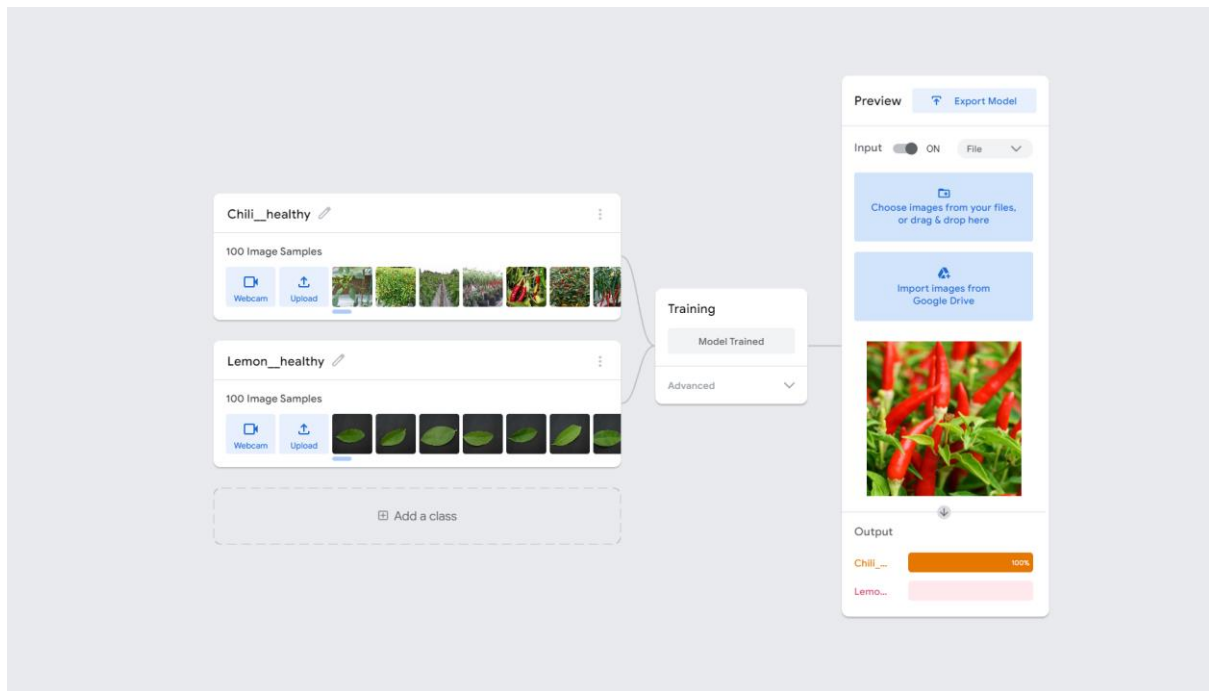 Chili__healthy
100 Image Samples
Webcam
Upload
Lemon__healthy
100 Image Samples
Webcam
Upload
Add a class
Training
Model Trained
Advanced
Preview
Export Model
Input
ON
File
Choose images from your files,
or drag & drop here
Import images from
Google Drive
Output
Chili_...
100%
Lemo...